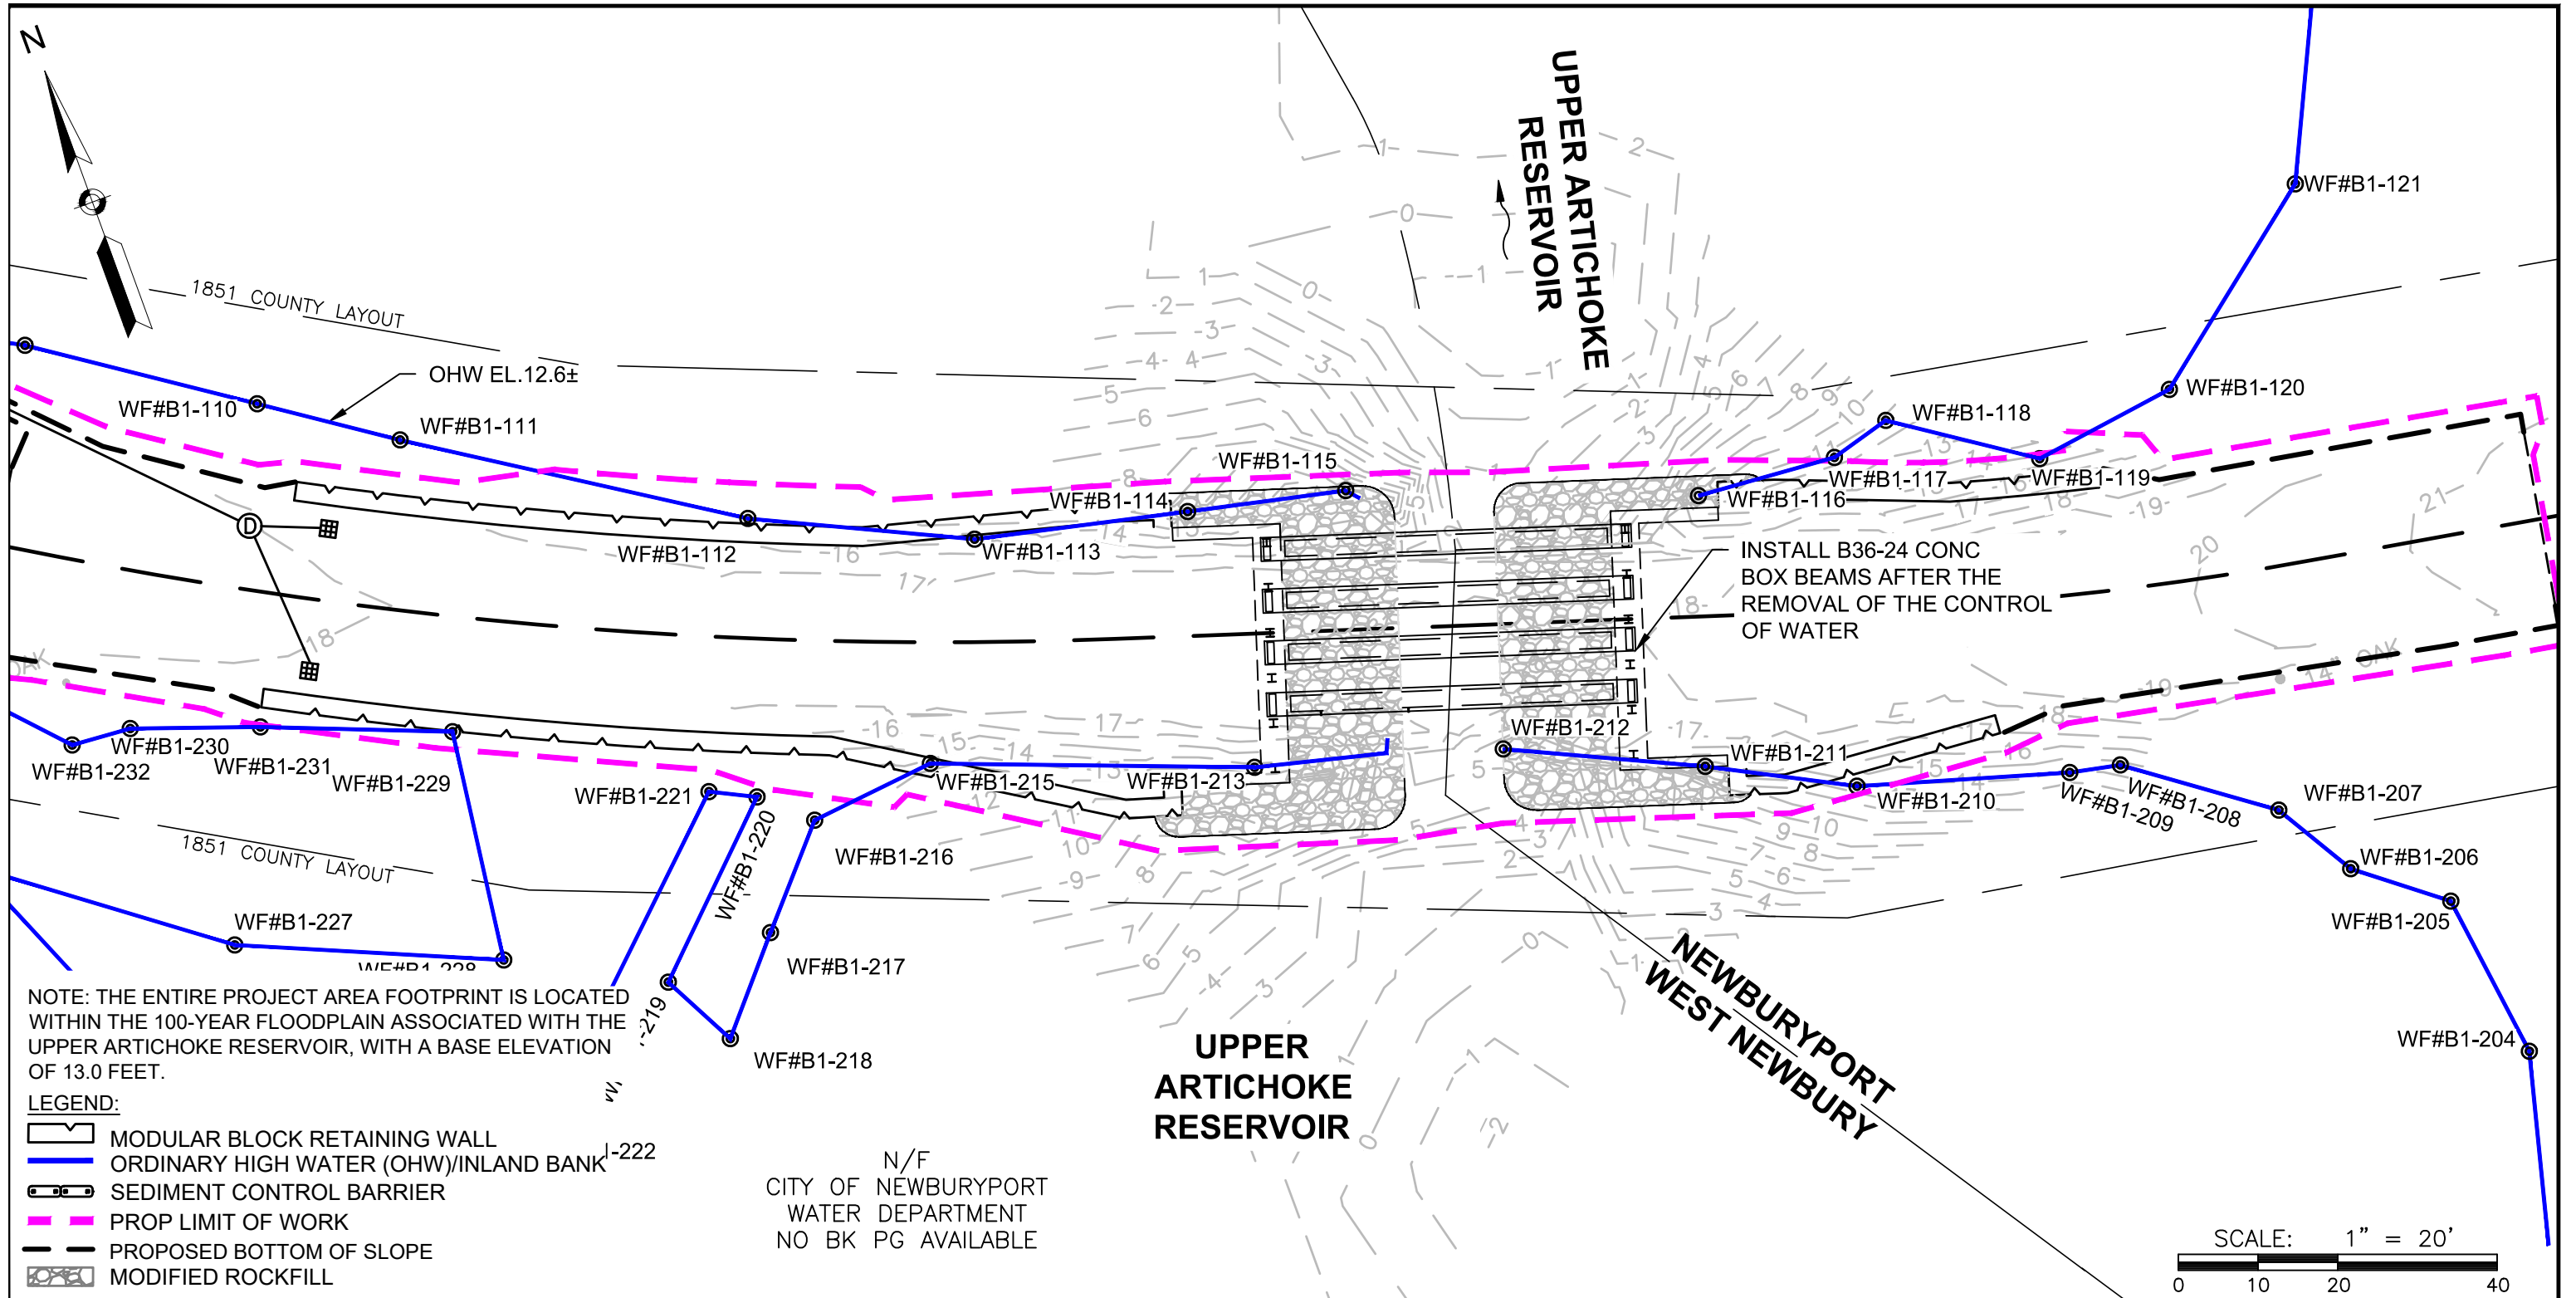 N
UPPER ARTICHOKE
RESERVOIR
1851 COUNTY LAYOUT
OHW EL.12.6±
WF#B1-110
WF#B1-111
WF#B1-112
WF#B1-113
WF#B1-114
WF#B1-115
WF#B1-116
WF#B1-117
WF#B1-118
WF#B1-119
WF#B1-120
WF#B1-121
D
INSTALL B36-24 CONC
BOX BEAMS AFTER THE
REMOVAL OF THE CONTROL
OF WATER
14" OAK
OAK
WF#B1-232
WF#B1-230
WF#B1-231
WF#B1-229
WF#B1-221
WF#B1-220
WF#B1-215
WF#B1-213
WF#B1-212
WF#B1-211
WF#B1-210
WF#B1-209
WF#B1-208
WF#B1-207
WF#B1-206
WF#B1-205
WF#B1-204
WF#B1-216
WF#B1-217
WF#B1-218
-219
1851 COUNTY LAYOUT
WF#B1-227
WF#B1-228
NOTE: THE ENTIRE PROJECT AREA FOOTPRINT IS LOCATED
WITHIN THE 100-YEAR FLOODPLAIN ASSOCIATED WITH THE
UPPER ARTICHOKE RESERVOIR, WITH A BASE ELEVATION
OF 13.0 FEET.
LEGEND:
MODULAR BLOCK RETAINING WALL
ORDINARY HIGH WATER (OHW)/INLAND BANK
-222
SEDIMENT CONTROL BARRIER
PROP LIMIT OF WORK
PROPOSED BOTTOM OF SLOPE
MODIFIED ROCKFILL
UPPER
ARTICHOKE
RESERVOIR
N/F
CITY OF NEWBURYPORT
WATER DEPARTMENT
NO BK PG AVAILABLE
NEWBURYPORT
WEST NEWBURY
SCALE: 1" = 20'
0 10 20 40